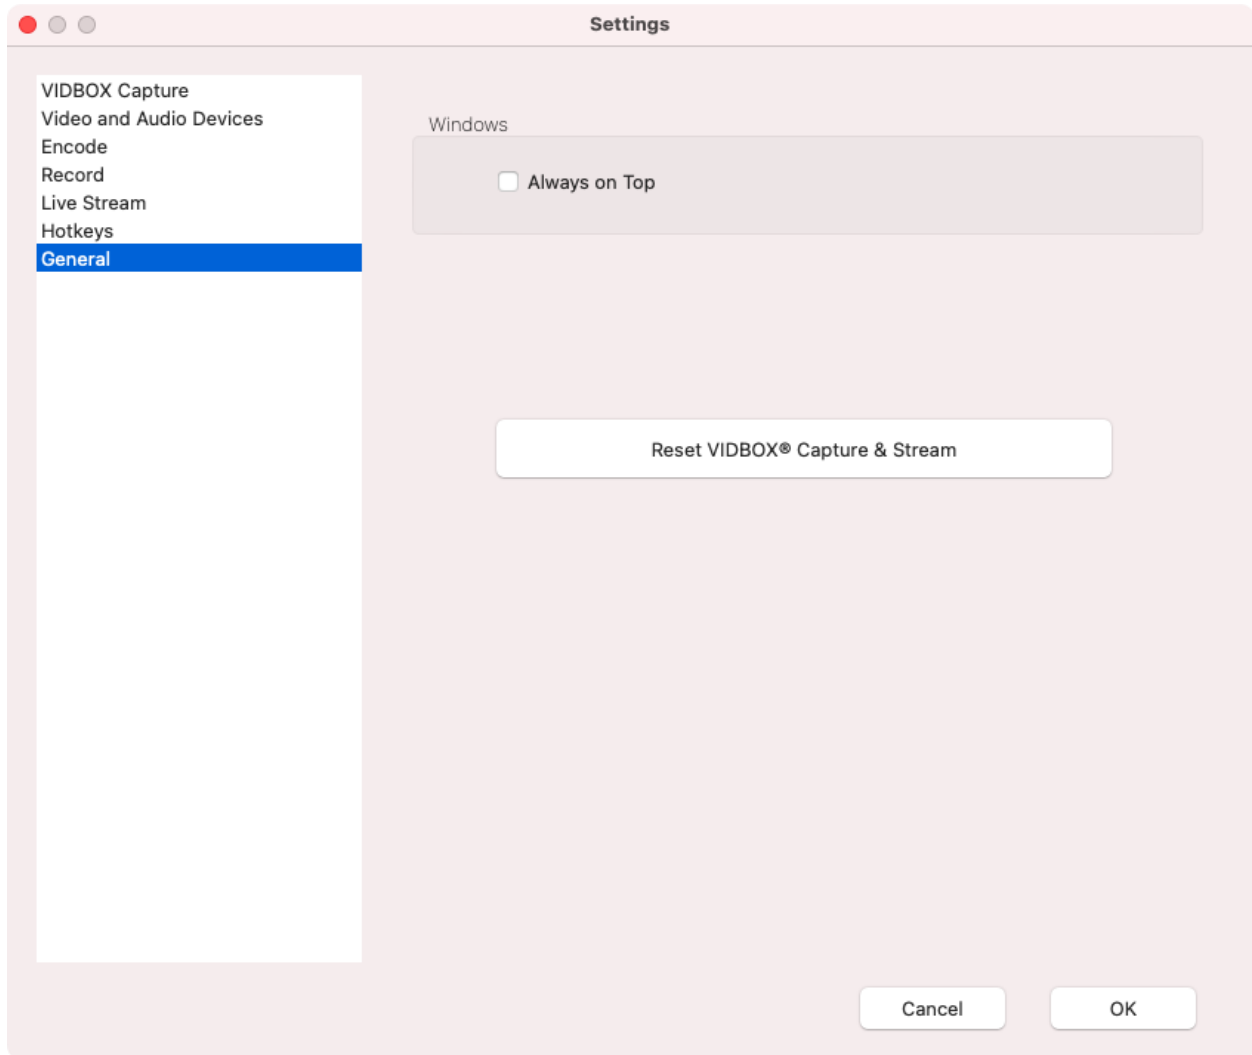 Settings
VIDBOX Capture
Video and Audio Devices
Encode
Record
Live Stream
Hotkeys
General
Windows
Always on Top
Reset VIDBOX® Capture & Stream
Cancel
OK